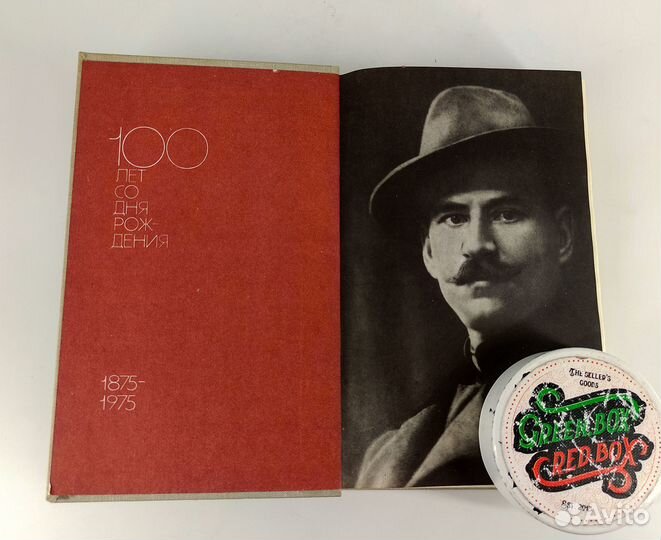 100
ЛЕТ
СО
ДНЯ
РОЖ-
ДЕНИЯ
1875-
1975
THE SELLER'S
GOODS
GREEN BOX
RED BOX
Avito